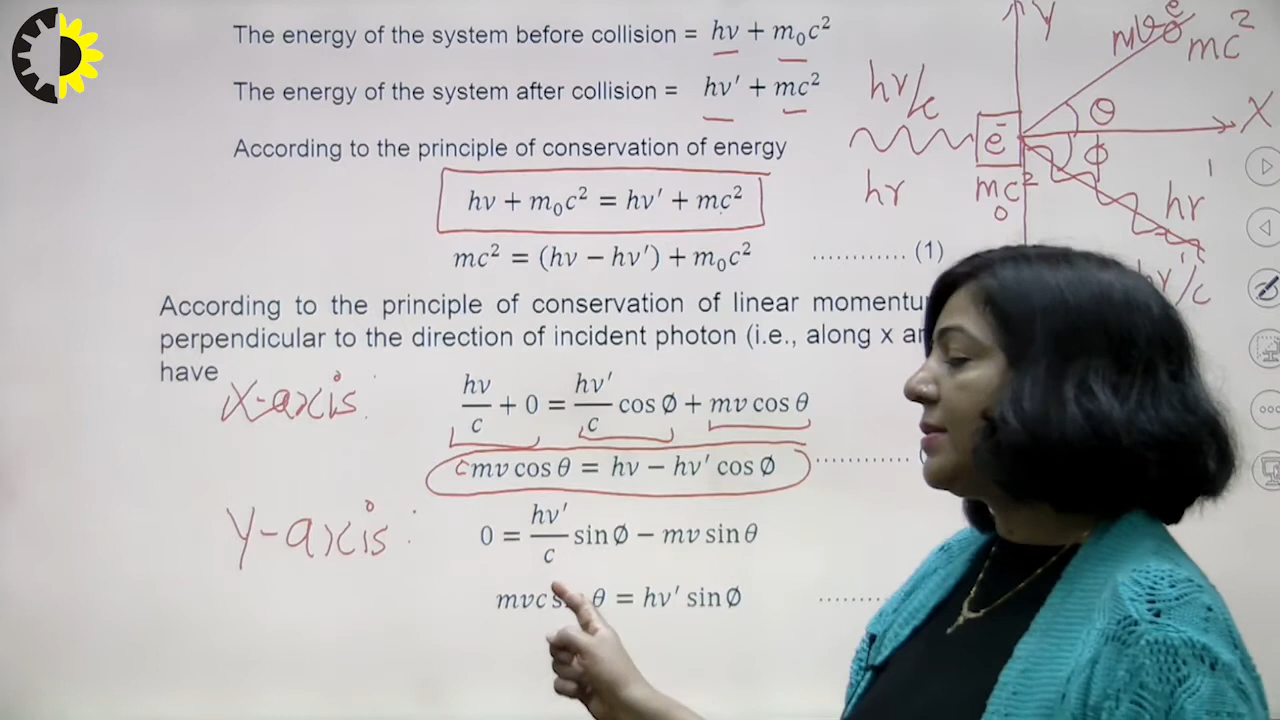 The energy of the system before collision = hν + m₀c²
The energy of the system after collision = hν′ + mc²
According to the principle of conservation of energy
hν + m₀c² = hν′ + mc²
mc² = (hν − hν′) + m₀c² ............ (1)
According to the principle of conservation of linear
perpendicular to the direction of incident photon (i.e., along x
have
X-axis:
hν/c + 0 = hν′/c cos Ø + mv cos θ
cmv cos θ = hν − hν′ cos Ø ............
Y-axis:
0 = hν′/c sin Ø − mv sin θ
θ = hν′ sin Ø ........
Y
e
mc²
hν/c
θ
X
e⁻
ϕ
hν
m₀c²
hν′